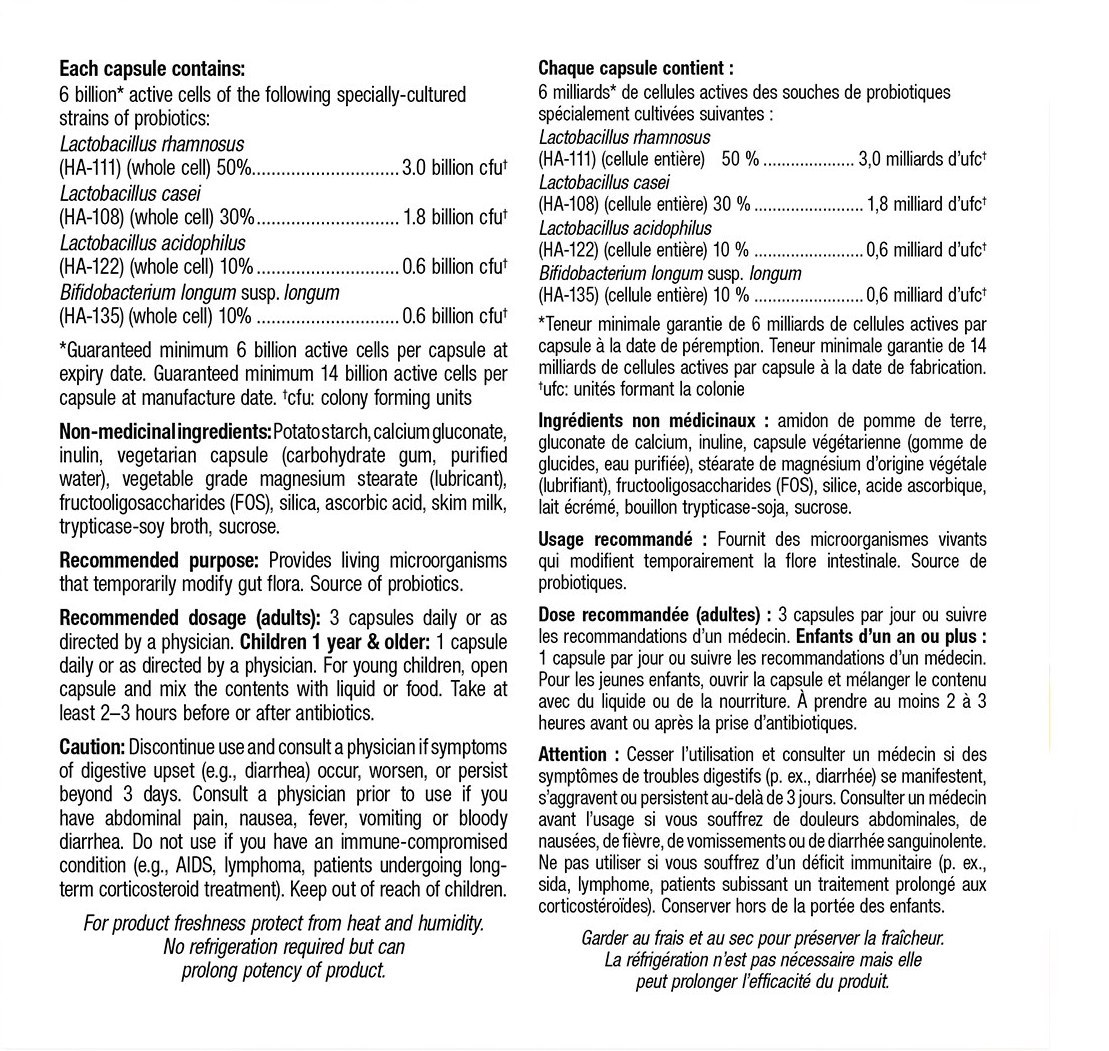 Each capsule contains:
6 billion* active cells of the following specially-cultured
strains of probiotics:
Lactobacillus rhamnosus
(HA-111) (whole cell) 50%................................3.0 billion cfu†
Lactobacillus casei
(HA-108) (whole cell) 30%...............................1.8 billion cfu†
Lactobacillus acidophilus
(HA-122) (whole cell) 10%...............................0.6 billion cfu†
Bifidobacterium longum susp. longum
(HA-135) (whole cell) 10% ...............................0.6 billion cfu†
*Guaranteed minimum 6 billion active cells per capsule at
expiry date. Guaranteed minimum 14 billion active cells per
capsule at manufacture date. †cfu: colony forming units
Non-medicinal ingredients: Potato starch, calcium gluconate,
inulin, vegetarian capsule (carbohydrate gum, purified
water), vegetable grade magnesium stearate (lubricant),
fructooligosaccharides (FOS), silica, ascorbic acid, skim milk,
trypticase-soy broth, sucrose.
Recommended purpose: Provides living microorganisms
that temporarily modify gut flora. Source of probiotics.
Recommended dosage (adults): 3 capsules daily or as
directed by a physician. Children 1 year & older: 1 capsule
daily or as directed by a physician. For young children, open
capsule and mix the contents with liquid or food. Take at
least 2–3 hours before or after antibiotics.
Caution: Discontinue use and consult a physician if symptoms
of digestive upset (e.g., diarrhea) occur, worsen, or persist
beyond 3 days. Consult a physician prior to use if you
have abdominal pain, nausea, fever, vomiting or bloody
diarrhea. Do not use if you have an immune-compromised
condition (e.g., AIDS, lymphoma, patients undergoing long-
term corticosteroid treatment). Keep out of reach of children.
For product freshness protect from heat and humidity.
No refrigeration required but can
prolong potency of product.
Chaque capsule contient :
6 milliards* de cellules actives des souches de probiotiques
spécialement cultivées suivantes :
Lactobacillus rhamnosus
(HA-111) (cellule entière) 50 % .................... 3,0 milliards d'ufc†
Lactobacillus casei
(HA-108) (cellule entière) 30 % ........................ 1,8 milliard d'ufc†
Lactobacillus acidophilus
(HA-122) (cellule entière) 10 % ........................ 0,6 milliard d'ufc†
Bifidobacterium longum susp. longum
(HA-135) (cellule entière) 10 % ........................ 0,6 milliard d'ufc†
*Teneur minimale garantie de 6 milliards de cellules actives par
capsule à la date de péremption. Teneur minimale garantie de 14
milliards de cellules actives par capsule à la date de fabrication.
†ufc: unités formant la colonie
Ingrédients non médicinaux : amidon de pomme de terre,
gluconate de calcium, inuline, capsule végétarienne (gomme de
glucides, eau purifiée), stéarate de magnésium d'origine végétale
(lubrifiant), fructooligosaccharides (FOS), silice, acide ascorbique,
lait écrémé, bouillon trypticase-soja, sucrose.
Usage recommandé : Fournit des microorganismes vivants
qui modifient temporairement la flore intestinale. Source de
probiotiques.
Dose recommandée (adultes) : 3 capsules par jour ou suivre
les recommandations d'un médecin. Enfants d'un an ou plus :
1 capsule par jour ou suivre les recommandations d'un médecin.
Pour les jeunes enfants, ouvrir la capsule et mélanger le contenu
avec du liquide ou de la nourriture. À prendre au moins 2 à 3
heures avant ou après la prise d'antibiotiques.
Attention : Cesser l'utilisation et consulter un médecin si des
symptômes de troubles digestifs (p. ex., diarrhée) se manifestent,
s'aggravent ou persistent au-delà de 3 jours. Consulter un médecin
avant l'usage si vous souffrez de douleurs abdominales, de
nausées, de fièvre, de vomissements ou de diarrhée sanguinolente.
Ne pas utiliser si vous souffrez d'un déficit immunitaire (p. ex.,
sida, lymphome, patients subissant un traitement prolongé aux
corticostéroïdes). Conserver hors de la portée des enfants.
Garder au frais et au sec pour préserver la fraîcheur.
La réfrigération n'est pas nécessaire mais elle
peut prolonger l'efficacité du produit.